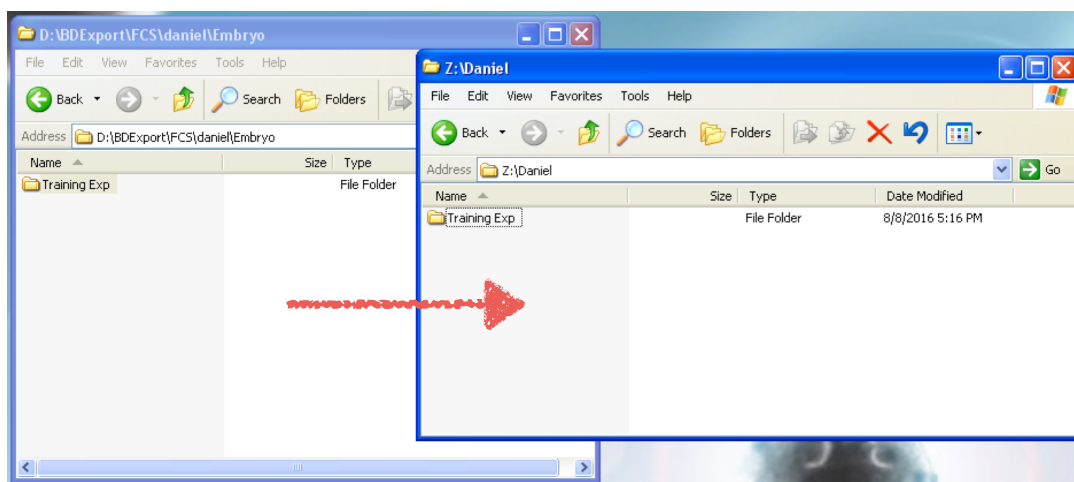 D:\BDExport\FCS\daniel\Embryo
File Edit View Favorites Tools Help
Back Search Folders
Address D:\BDExport\FCS\daniel\Embryo
Name Size Type
Training Exp File Folder
Z:\Daniel
File Edit View Favorites Tools Help
Back Search Folders
Address Z:\Daniel Go
Name Size Type Date Modified
Training Exp File Folder 8/8/2016 5:16 PM